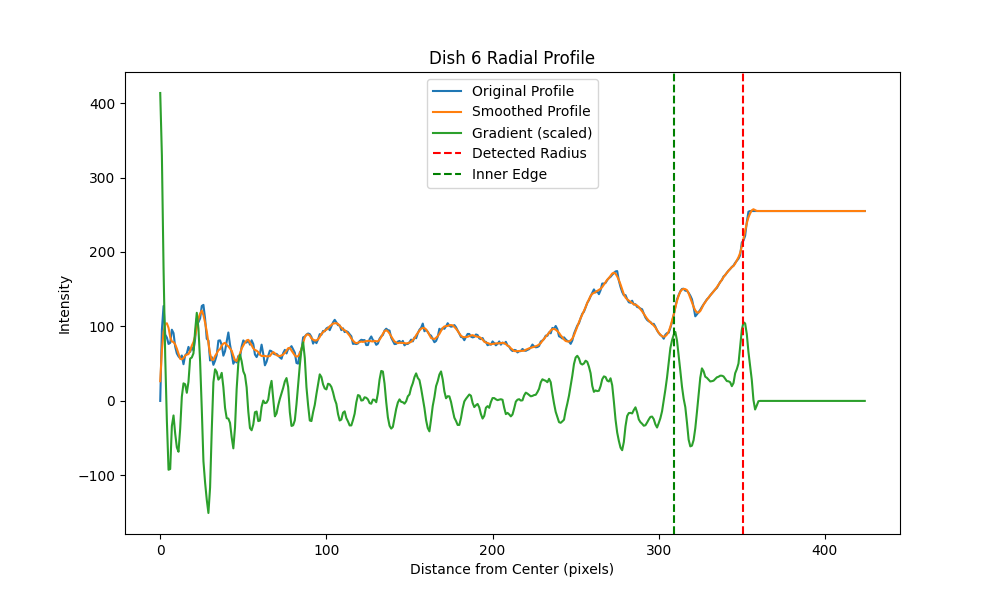 Dish 6 Radial Profile
Original Profile
Smoothed Profile
Gradient (scaled)
Detected Radius
Inner Edge
Intensity
400
300
200
100
0
−100
0 100 200 300 400
Distance from Center (pixels)